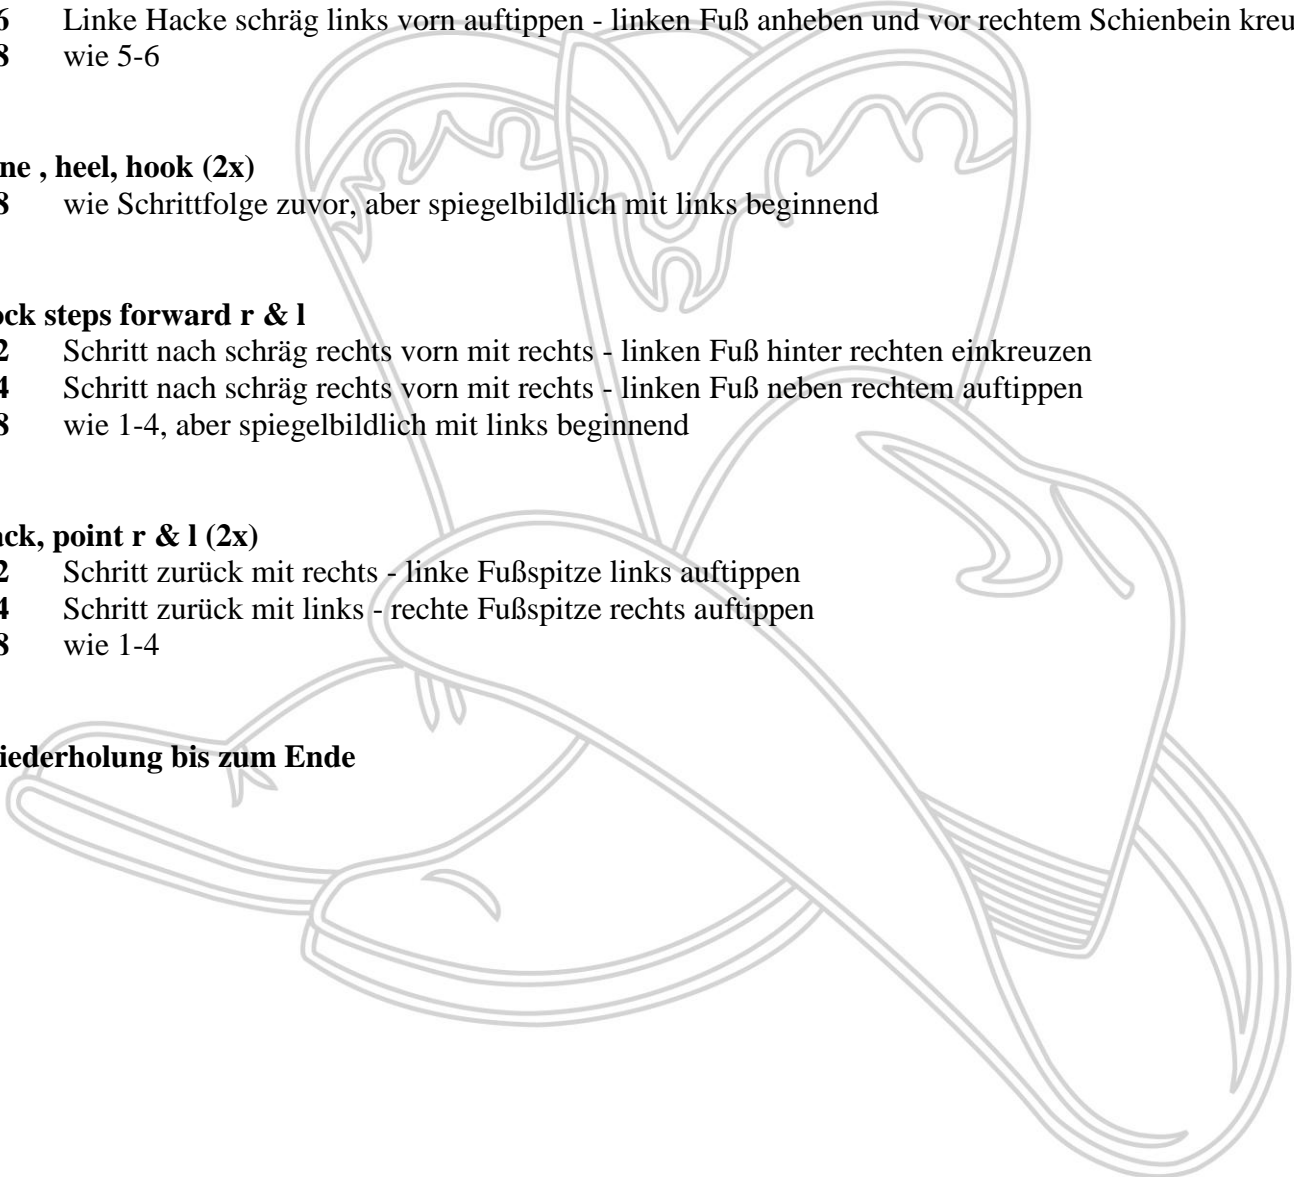 6 Linke Hacke schräg links vorn auftippen - linken Fuß anheben und vor rechtem Schienbein kreu
8 wie 5-6
ne , heel, hook (2x)
8 wie Schrittfolge zuvor, aber spiegelbildlich mit links beginnend
ock steps forward r & l
2 Schritt nach schräg rechts vorn mit rechts - linken Fuß hinter rechten einkreuzen
4 Schritt nach schräg rechts vorn mit rechts - linken Fuß neben rechtem auftippen
8 wie 1-4, aber spiegelbildlich mit links beginnend
ack, point r & l (2x)
2 Schritt zurück mit rechts - linke Fußspitze links auftippen
4 Schritt zurück mit links - rechte Fußspitze rechts auftippen
8 wie 1-4
iederholung bis zum Ende